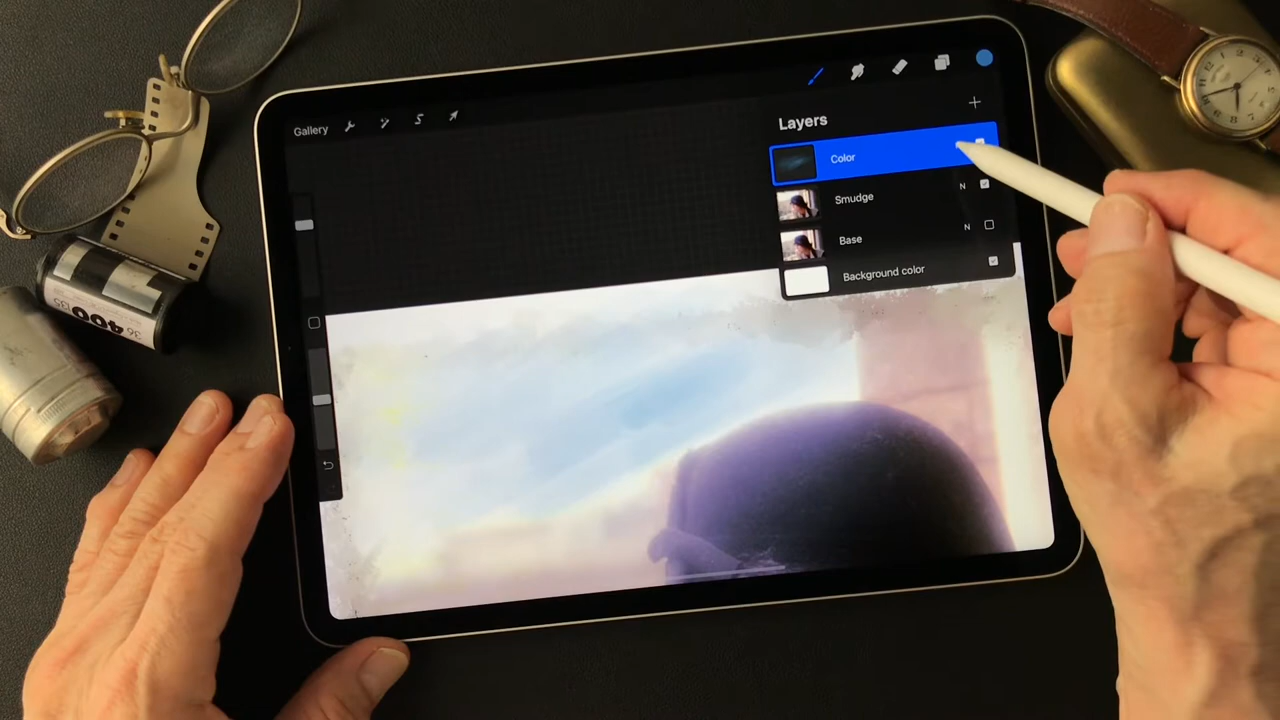 Gallery
Layers
Color
Smudge N
Base N
Background color
400
36